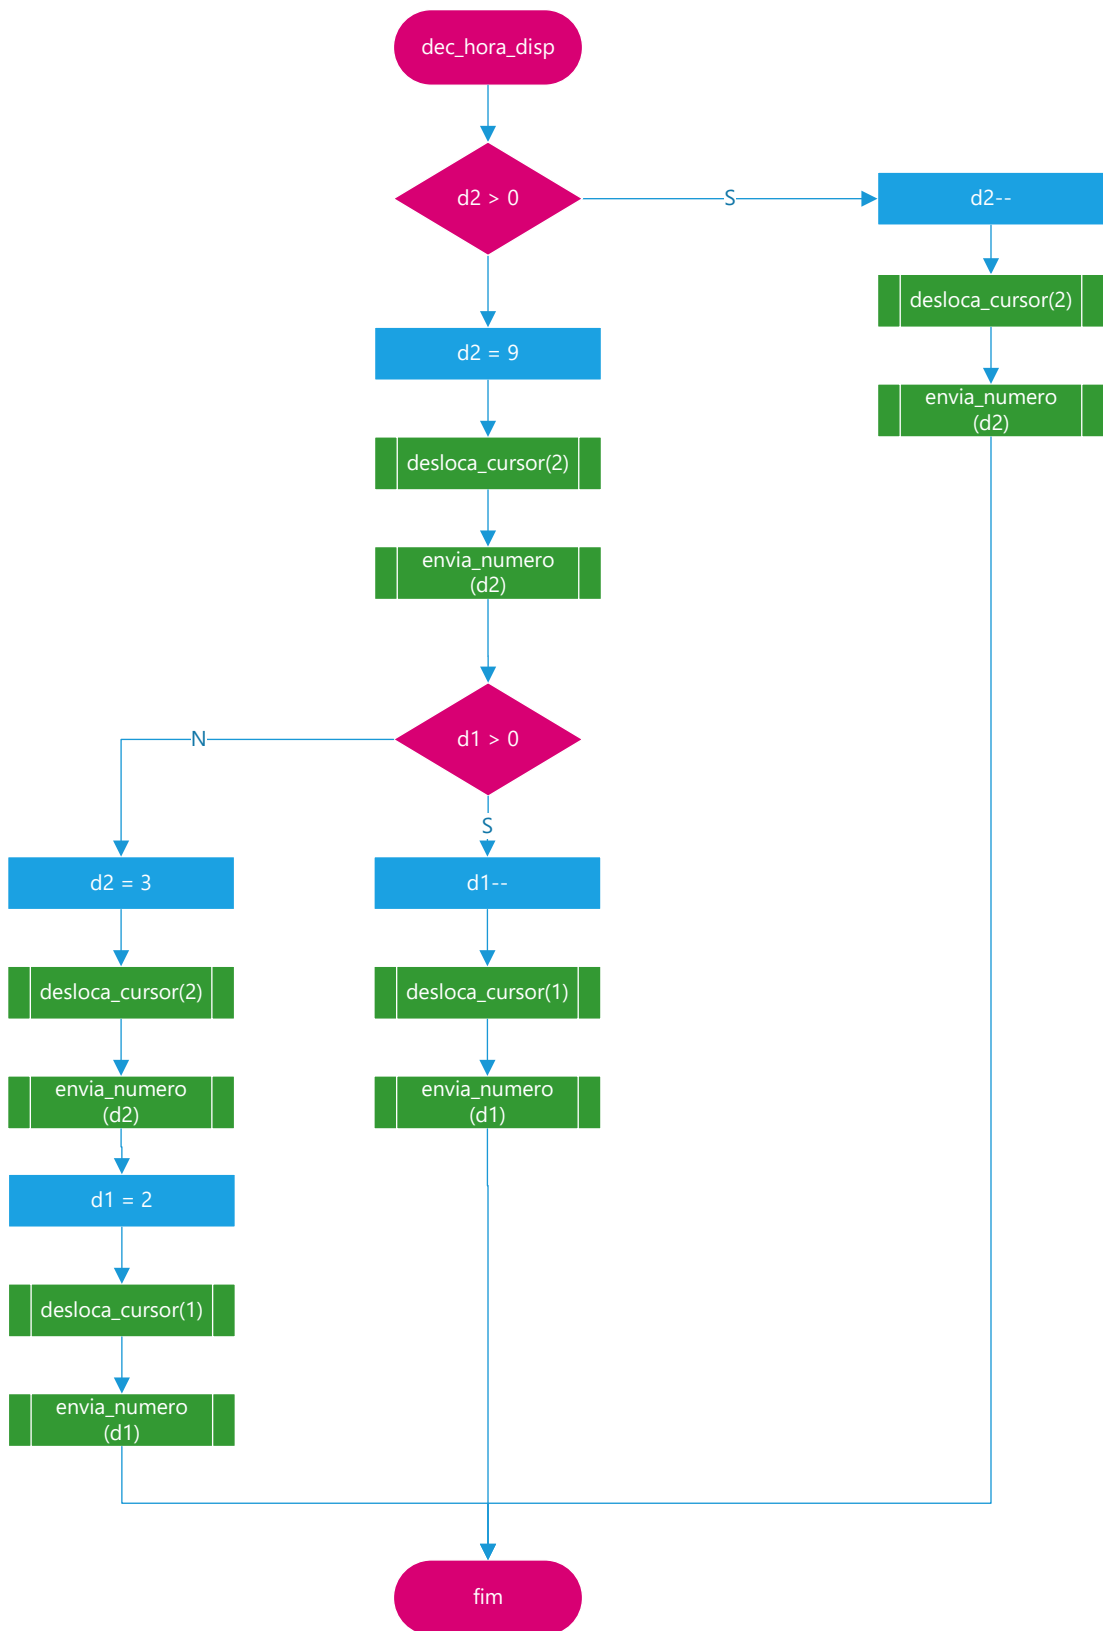 dec_hora_disp
d2 > 0
S
d2--
desloca_cursor(2)
envia_numero
(d2)
d2 = 9
desloca_cursor(2)
envia_numero
(d2)
d1 > 0
N
S
d2 = 3
desloca_cursor(2)
envia_numero
(d2)
d1 = 2
desloca_cursor(1)
envia_numero
(d1)
d1--
desloca_cursor(1)
envia_numero
(d1)
fim